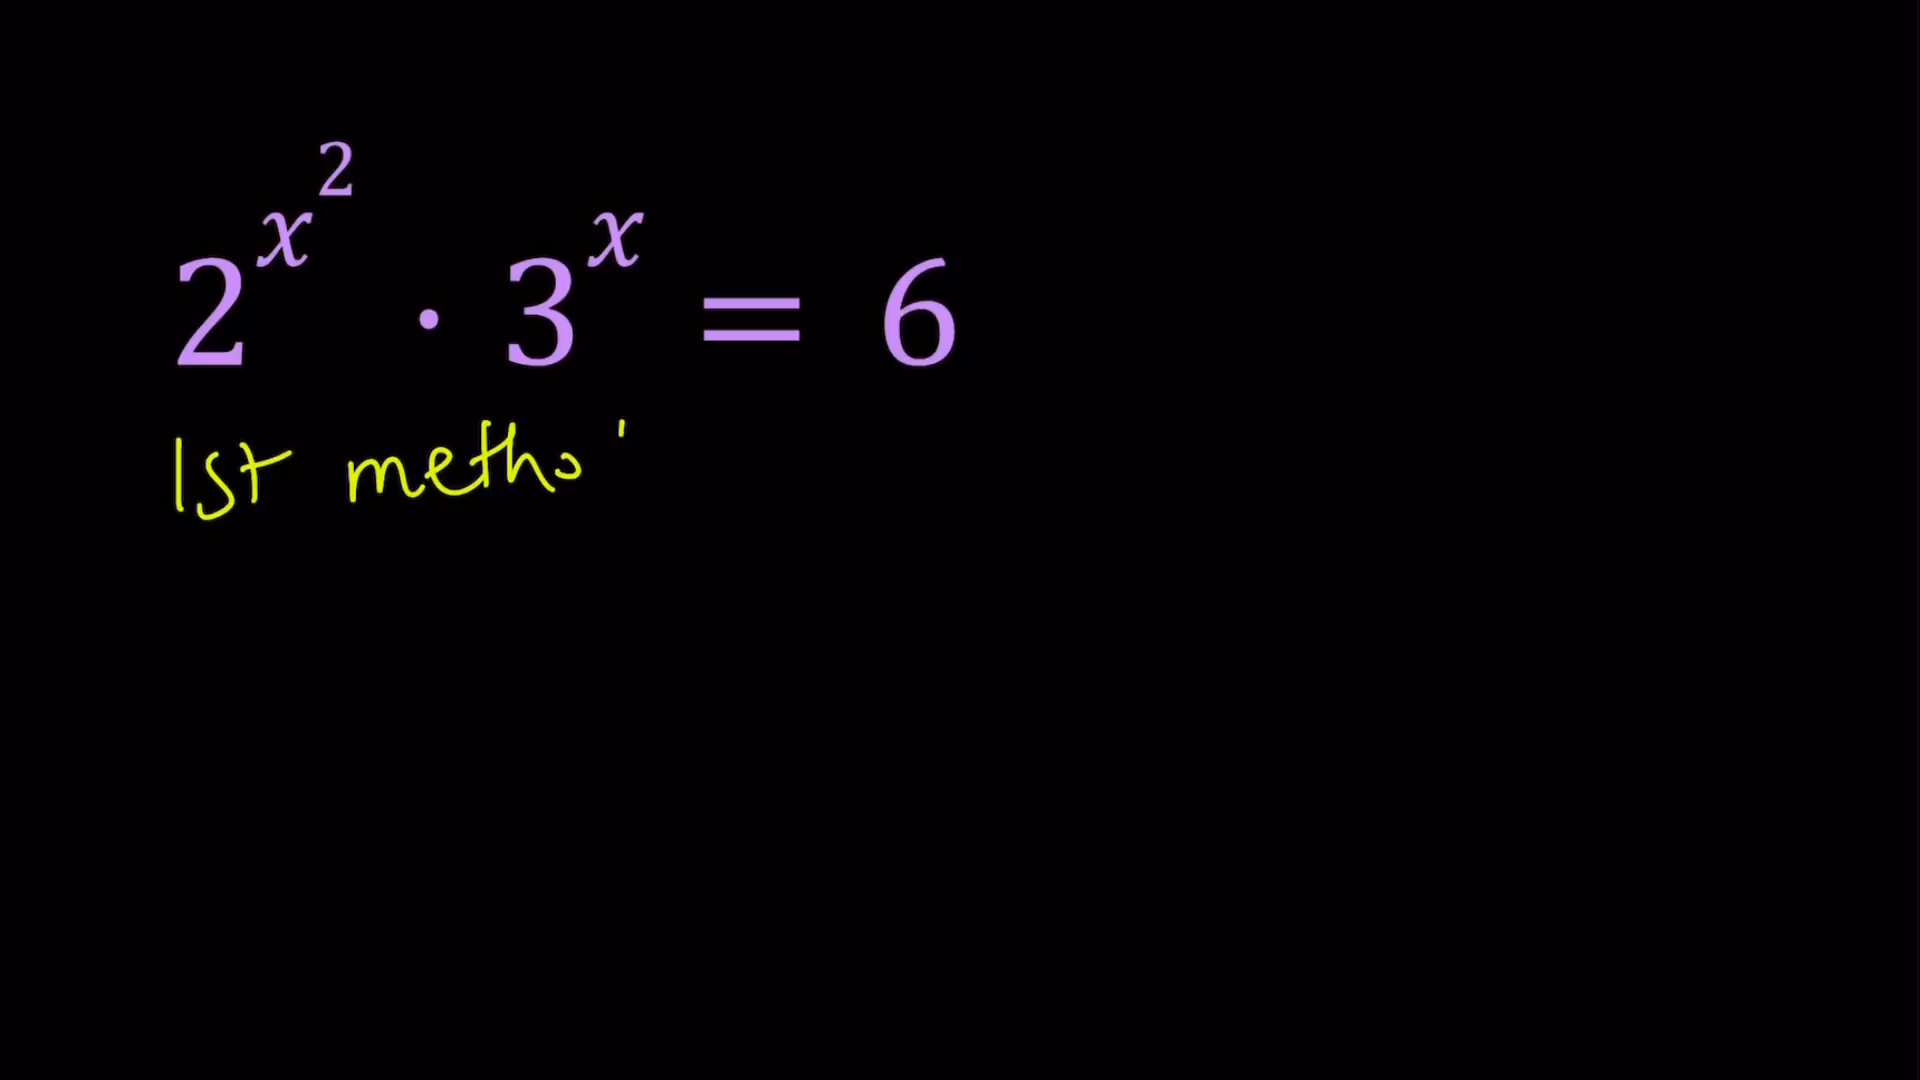 2^{x^2} · 3^x = 6
1st metho'